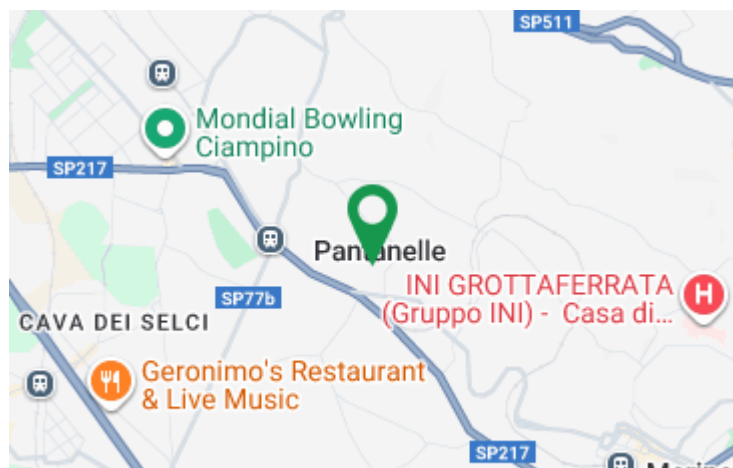 SP511
Mondial Bowling
Ciampino
SP217
Pantanelle
INI GROTTAFERRATA
(Gruppo INI) - Casa di...
H
SP77b
CAVA DEI SELCI
Geronimo's Restaurant
& Live Music
SP217